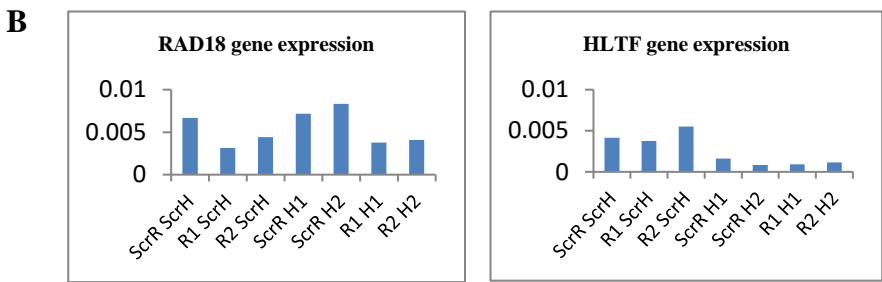 B
RAD18 gene expression
0.01
0.005
0
ScrR ScrH
R1 ScrH
R2 ScrH
ScrR H1
ScrR H2
R1 H1
R2 H2
HLTF gene expression
0.01
0.005
0
ScrR ScrH
R1 ScrH
R2 ScrH
ScrR H1
ScrR H2
R1 H1
R2 H2